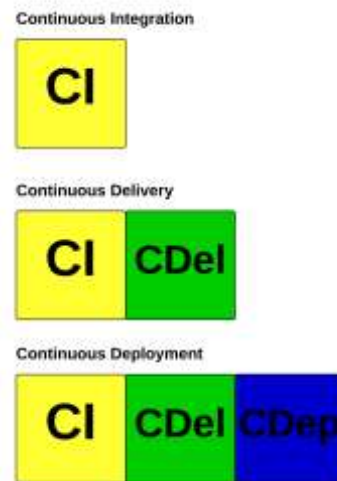 Continuous Integration
CI
Continuous Delivery
CI CDel
Continuous Deployment
CI CDel CDep